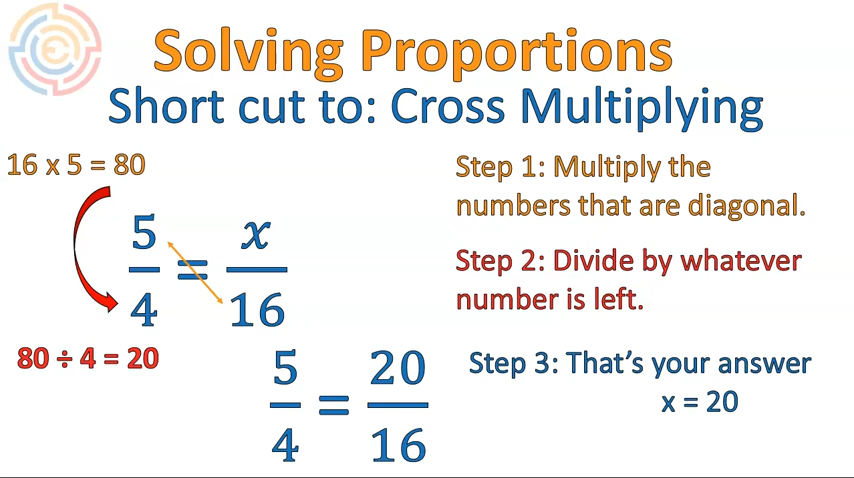 Solving Proportions
Short cut to: Cross Multiplying
16 x 5 = 80
5/4 = x/16
80 ÷ 4 = 20
5/4 = 20/16
Step 1: Multiply the
numbers that are diagonal.
Step 2: Divide by whatever
number is left.
Step 3: That's your answer
x = 20